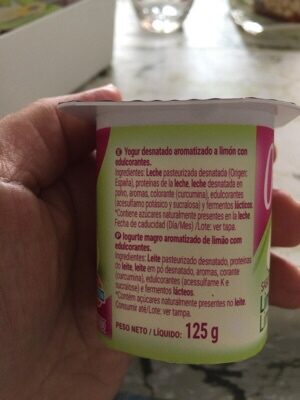 E Yogur desnatado aromatizado a limón con
edulcorantes.
Ingredientes: Leche pasteurizada desnatada (Origen:
España), proteínas de la leche, leche desnatada en
polvo, aromas, colorante (curcumina), edulcorantes
(acesulfamo potásico y sucralosa) y fermentos lácticos.
*Contiene azúcares naturalmente presentes en la leche
Fecha de caducidad (Día/Mes) /Lote: ver tapa.
P Iogurte magro aromatizado de limão com
edulcorantes.
Ingredientes: Leite pasteurizado desnatado, proteínas
do leite, leite em pó desnatado, aromas, corante
(curcumina), edulcorantes (acessulfame K e
sucralose) e fermentos lácteos.
*Contém açúcares naturalmente presentes no leite.
Consumir até/Lote: ver tampa.
PESO NETO / LÍQUIDO: 125 g